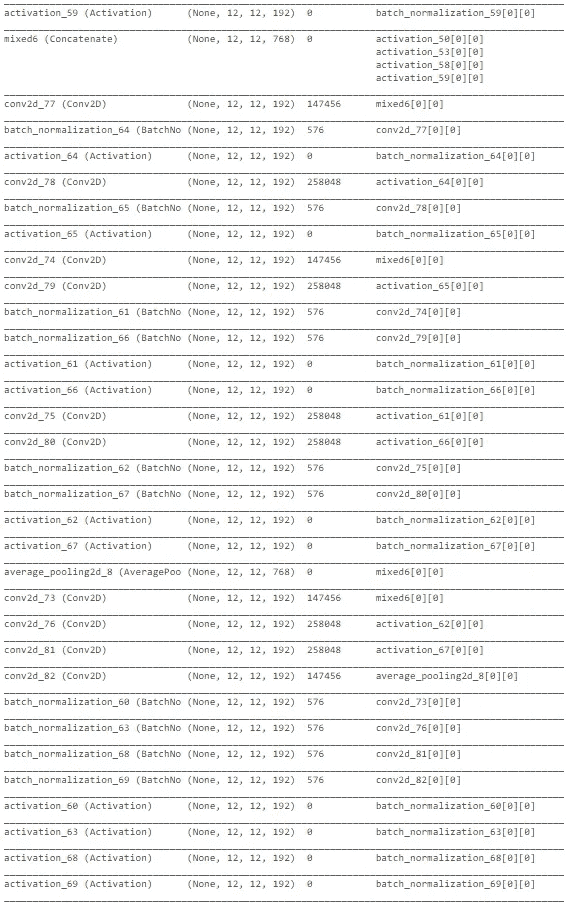 activation_59 (Activation) (None, 12, 12, 192) 0 batch_normalization_59[0][0]
mixed6 (Concatenate) (None, 12, 12, 768) 0 activation_50[0][0]
activation_53[0][0]
activation_58[0][0]
activation_59[0][0]
conv2d_77 (Conv2D) (None, 12, 12, 192) 147456 mixed6[0][0]
batch_normalization_64 (BatchNo (None, 12, 12, 192) 576 conv2d_77[0][0]
activation_64 (Activation) (None, 12, 12, 192) 0 batch_normalization_64[0][0]
conv2d_78 (Conv2D) (None, 12, 12, 192) 258048 activation_64[0][0]
batch_normalization_65 (BatchNo (None, 12, 12, 192) 576 conv2d_78[0][0]
activation_65 (Activation) (None, 12, 12, 192) 0 batch_normalization_65[0][0]
conv2d_74 (Conv2D) (None, 12, 12, 192) 147456 mixed6[0][0]
conv2d_79 (Conv2D) (None, 12, 12, 192) 258048 activation_65[0][0]
batch_normalization_61 (BatchNo (None, 12, 12, 192) 576 conv2d_74[0][0]
batch_normalization_66 (BatchNo (None, 12, 12, 192) 576 conv2d_79[0][0]
activation_61 (Activation) (None, 12, 12, 192) 0 batch_normalization_61[0][0]
activation_66 (Activation) (None, 12, 12, 192) 0 batch_normalization_66[0][0]
conv2d_75 (Conv2D) (None, 12, 12, 192) 258048 activation_61[0][0]
conv2d_80 (Conv2D) (None, 12, 12, 192) 258048 activation_66[0][0]
batch_normalization_62 (BatchNo (None, 12, 12, 192) 576 conv2d_75[0][0]
batch_normalization_67 (BatchNo (None, 12, 12, 192) 576 conv2d_80[0][0]
activation_62 (Activation) (None, 12, 12, 192) 0 batch_normalization_62[0][0]
activation_67 (Activation) (None, 12, 12, 192) 0 batch_normalization_67[0][0]
average_pooling2d_8 (AveragePoo (None, 12, 12, 768) 0 mixed6[0][0]
conv2d_73 (Conv2D) (None, 12, 12, 192) 147456 mixed6[0][0]
conv2d_76 (Conv2D) (None, 12, 12, 192) 258048 activation_62[0][0]
conv2d_81 (Conv2D) (None, 12, 12, 192) 258048 activation_67[0][0]
conv2d_82 (Conv2D) (None, 12, 12, 192) 147456 average_pooling2d_8[0][0]
batch_normalization_60 (BatchNo (None, 12, 12, 192) 576 conv2d_73[0][0]
batch_normalization_63 (BatchNo (None, 12, 12, 192) 576 conv2d_76[0][0]
batch_normalization_68 (BatchNo (None, 12, 12, 192) 576 conv2d_81[0][0]
batch_normalization_69 (BatchNo (None, 12, 12, 192) 576 conv2d_82[0][0]
activation_60 (Activation) (None, 12, 12, 192) 0 batch_normalization_60[0][0]
activation_63 (Activation) (None, 12, 12, 192) 0 batch_normalization_63[0][0]
activation_68 (Activation) (None, 12, 12, 192) 0 batch_normalization_68[0][0]
activation_69 (Activation) (None, 12, 12, 192) 0 batch_normalization_69[0][0]